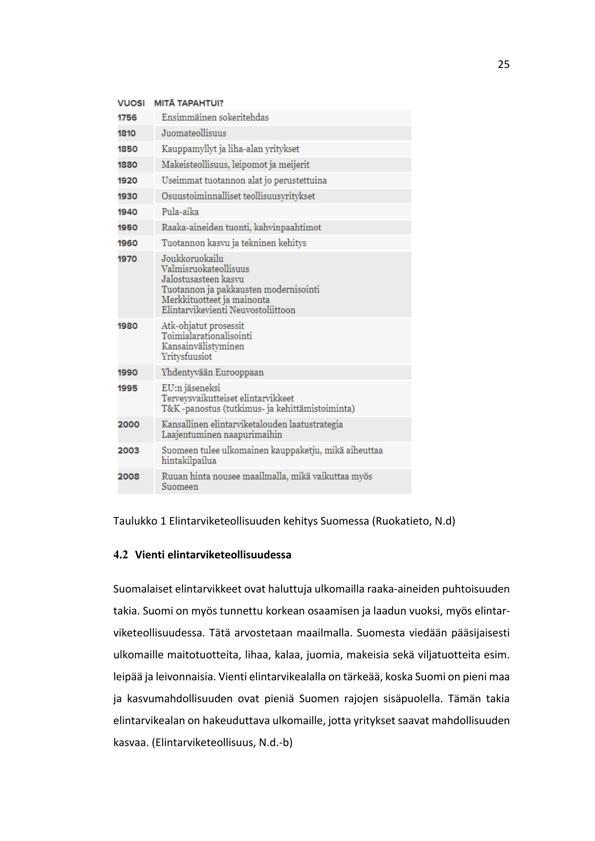 25
VUOSI MITÄ TAPAHTUI?
1756 Ensimmäinen sokeritehdas
1810 Juomateollisuus
1850 Kauppamyllyt ja liha-alan yritykset
1880 Makeisteollisuus, leipomot ja meijerit
1920 Useimmat tuotannon alat jo perustettuina
1930 Osuustoiminnalliset teollisuusyritykset
1940 Pula-aika
1950 Raaka-aineiden tuonti, kahvinpaahtimot
1960 Tuotannon kasvu ja tekninen kehitys
1970 Joukkoruokailu
Valmisruokateollisuus
Jalostusasteen kasvu
Tuotannon ja pakkausten modernisointi
Merkkituotteet ja mainonta
Elintarvikevienti Neuvostoliittoon
1980 Atk-ohjatut prosessit
Toimialarationalisointi
Kansainvälistyminen
Yritysfuusiot
1990 Yhdentyvään Eurooppaan
1995 EU:n jäseneksi
Terveysvaikutteiset elintarvikkeet
T&K -panostus (tutkimus- ja kehittämistoiminta)
2000 Kansallinen elintarviketalouden laatustrategia
Laajentuminen naapurimaihin
2003 Suomeen tulee ulkomainen kauppaketju, mikä aiheuttaa
hintakilpailua
2008 Ruuan hinta nousee maailmalla, mikä vaikuttaa myös
Suomeen
Taulukko 1 Elintarviketeollisuuden kehitys Suomessa (Ruokatieto, N.d)
4.2 Vienti elintarviketeollisuudessa
Suomalaiset elintarvikkeet ovat haluttuja ulkomailla raaka-aineiden puhtoisuuden
takia. Suomi on myös tunnettu korkean osaamisen ja laadun vuoksi, myös elintar-
viketeollisuudessa. Tätä arvostetaan maailmalla. Suomesta viedään pääsijaisesti
ulkomaille maitotuotteita, lihaa, kalaa, juomia, makeisia sekä viljatuotteita esim.
leipää ja leivonnaisia. Vienti elintarvikealalla on tärkeää, koska Suomi on pieni maa
ja kasvumahdollisuuden ovat pieniä Suomen rajojen sisäpuolella. Tämän takia
elintarvikealan on hakeuduttava ulkomaille, jotta yritykset saavat mahdollisuuden
kasvaa. (Elintarviketeollisuus, N.d.-b)